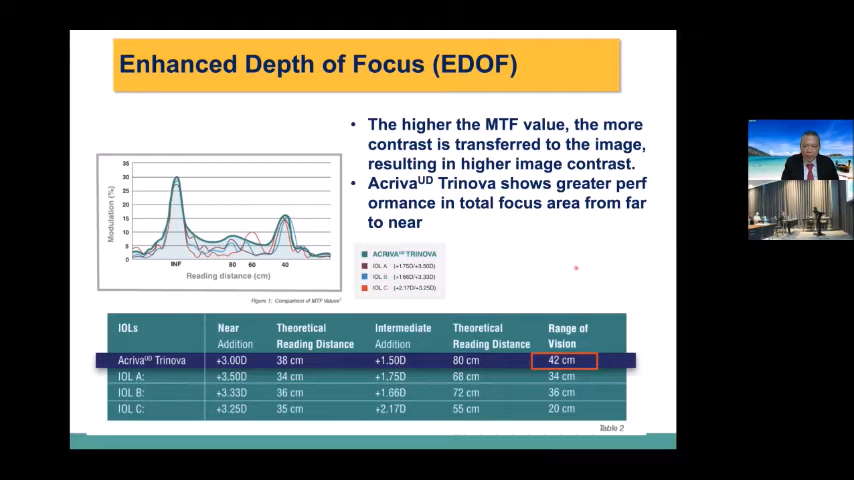 Enhanced Depth of Focus (EDOF)
• The higher the MTF value, the more
contrast is transferred to the image,
resulting in higher image contrast.
• Acriva UD Trinova shows greater perf
ormance in total focus area from far
to near
35
30
25
20
15
10
5
0
Modulation (%)
INF 80 60 40
Reading distance (cm)
ACRIVA UD TRINOVA
IOL A (+1.75D/+3.50D)
IOL B (+1.66D/+3.33D)
IOL C (+2.17D/+3.25D)
Figure 1: Comparison of MTF Values
IOLs Near Theoretical Intermediate Theoretical Range of
Addition Reading Distance Addition Reading Distance Vision
Acriva UD Trinova +3.00D 38 cm +1.50D 80 cm 42 cm
IOL A: +3.50D 34 cm +1.75D 68 cm 34 cm
IOL B: +3.33D 36 cm +1.66D 72 cm 36 cm
IOL C: +3.25D 35 cm +2.17D 55 cm 20 cm
Table 2